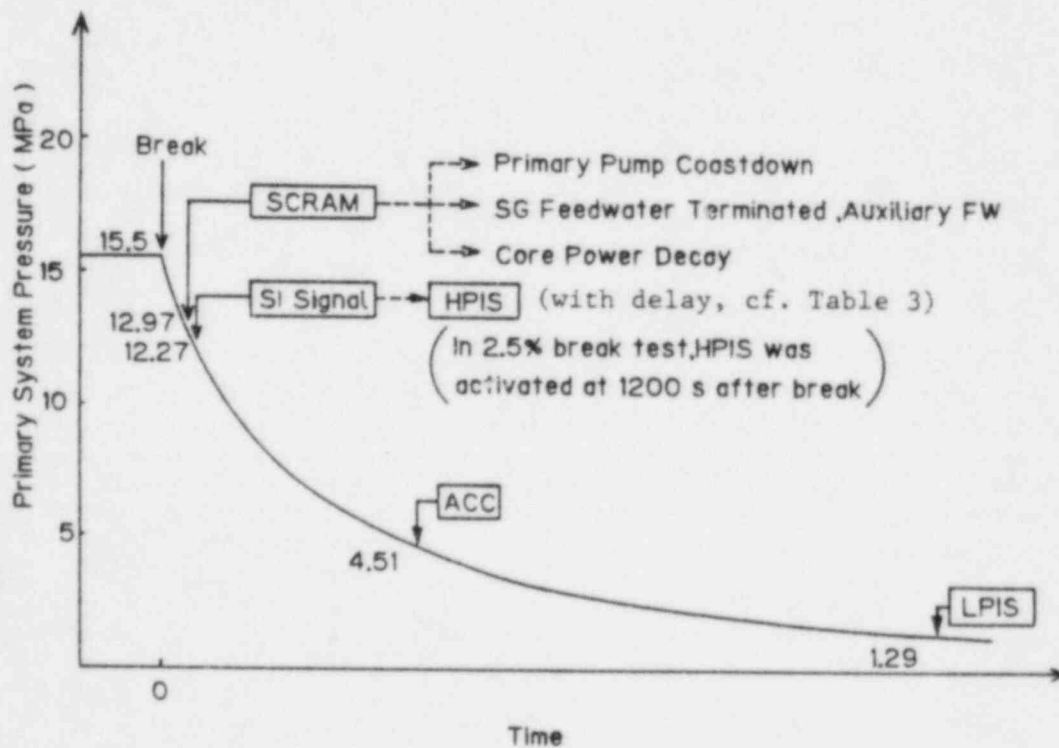 Primary System Pressure (MPa)
20
15
10
5
0
Time
Break
15.5
SCRAM
Primary Pump Coastdown
SG Feedwater Terminated, Auxiliary FW
Core Power Decay
12.97
12.27
SI Signal
HPIS (with delay, cf. Table 3)
(In 2.5% break test, HPIS was
activated at 1200 s after break)
ACC
4.51
LPIS
1.29